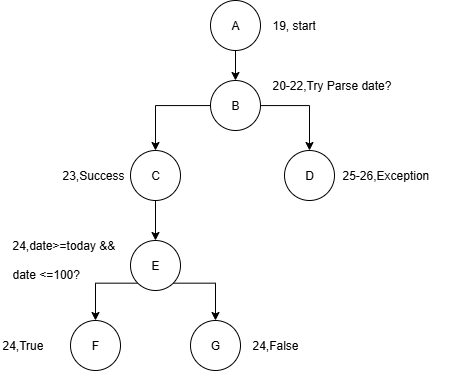 A
19, start
20-22,Try Parse date?
B
23,Success
C
D
25-26,Exception
24,date>=today &&
date <=100?
E
24,True
F
G
24,False